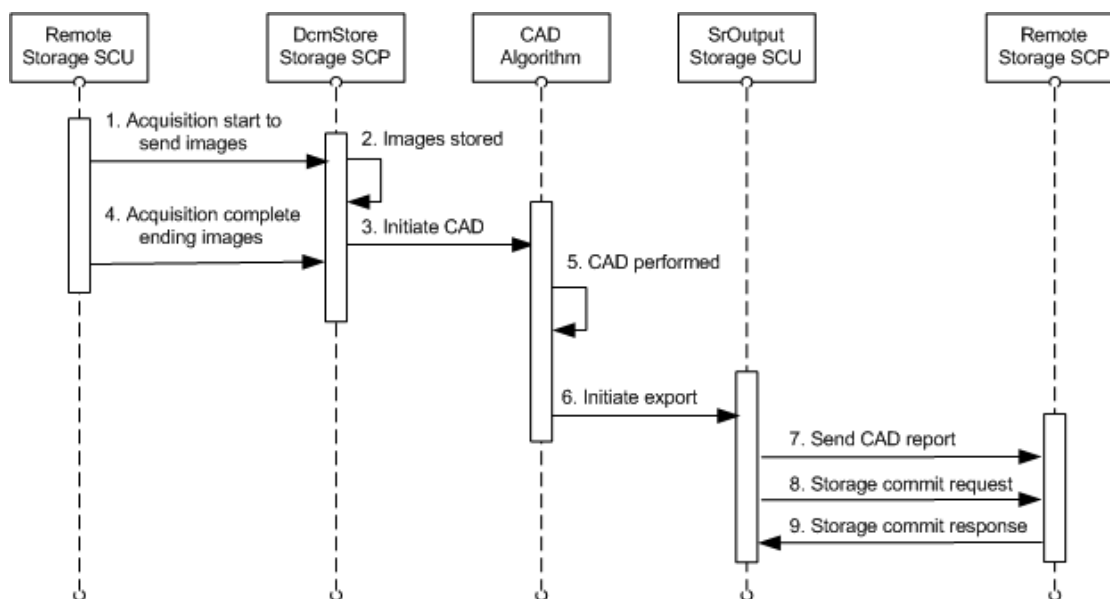 Remote
Storage SCU
DcmStore
Storage SCP
CAD
Algorithm
SrOutput
Storage SCU
Remote
Storage SCP
1. Acquisition start to
send images
2. Images stored
4. Acquisition complete
ending images
3. Initiate CAD
5. CAD performed
6. Initiate export
7. Send CAD report
8. Storage commit request
9. Storage commit response